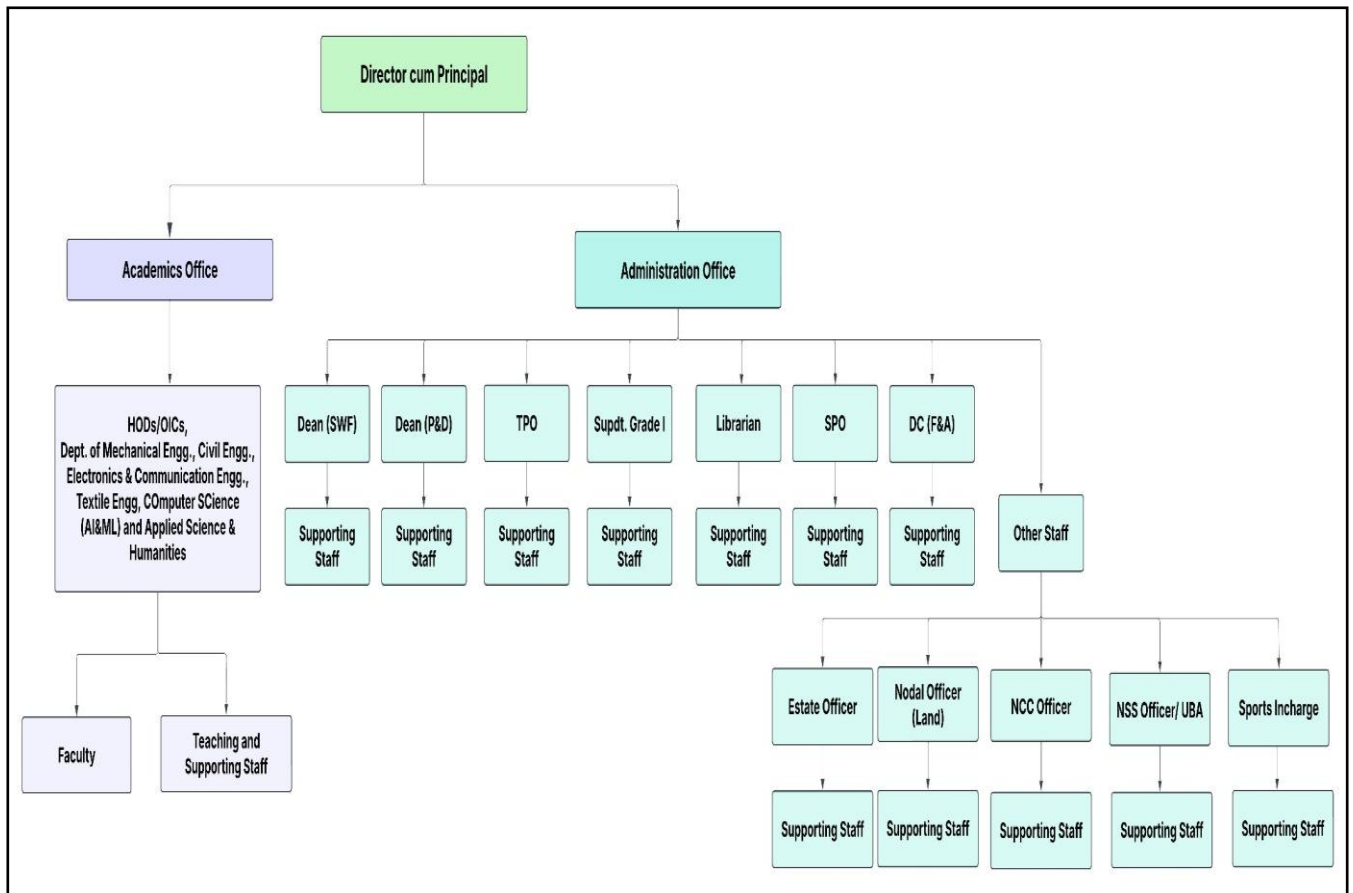 Director cum Principal
Academics Office
Administration Office
HODs/OICs,
Dept. of Mechanical Engg., Civil Engg.,
Electronics & Communication Engg.,
Textile Engg, COmputer SCience
(AI&ML) and Applied Science &
Humanities
Dean (SWF)
Dean (P&D)
TPO
Supdt. Grade I
Librarian
SPO
DC (F&A)
Supporting
Staff
Supporting
Staff
Supporting
Staff
Supporting
Staff
Supporting
Staff
Supporting
Staff
Supporting
Staff
Other Staff
Faculty
Teaching and
Supporting Staff
Estate Officer
Nodal Officer
(Land)
NCC Officer
NSS Officer/ UBA
Sports Incharge
Supporting Staff
Supporting Staff
Supporting Staff
Supporting Staff
Supporting Staff